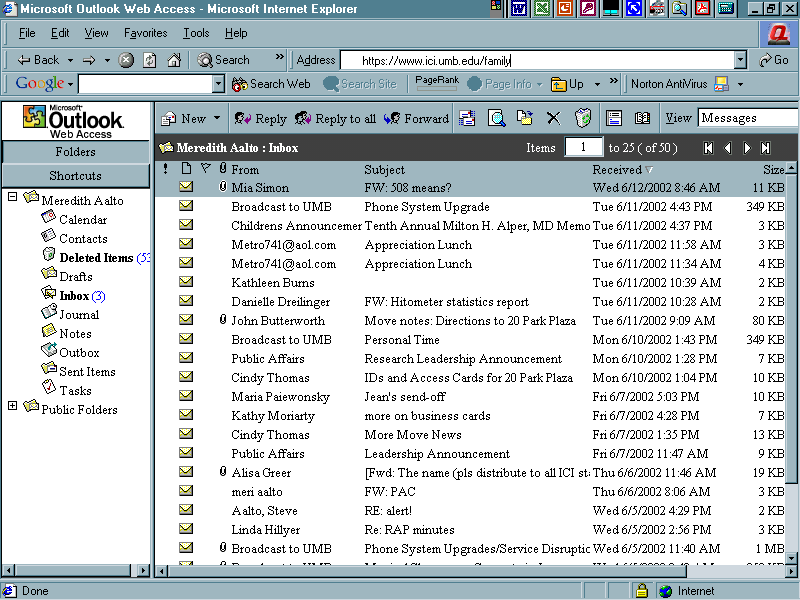 Microsoft Outlook Web Access - Microsoft Internet Explorer
File Edit View Favorites Tools Help
Back Search » Address https://www.ici.umb.edu/family Go
Google Search Web Search Site PageRank Page Info Up » Norton AntiVirus
Microsoft Outlook Web Access
New Reply Reply to all Forward View Messages
Folders
Shortcuts
Meredith Aalto
Calendar
Contacts
Deleted Items (53
Drafts
Inbox (3)
Journal
Notes
Outbox
Sent Items
Tasks
Public Folders
Meredith Aalto : Inbox Items 1 to 25 ( of 50 )
! From Subject Received Size
Mia Simon FW: 508 means? Wed 6/12/2002 8:46 AM 11 KB
Broadcast to UMB Phone System Upgrade Tue 6/11/2002 4:43 PM 349 KB
Childrens Announcemer Tenth Annual Milton H. Alper, MD Memo Tue 6/11/2002 4:37 PM 3 KB
Metro741@aol.com Appreciation Lunch Tue 6/11/2002 11:58 AM 3 KB
Metro741@aol.com Appreciation Lunch Tue 6/11/2002 11:34 AM 4 KB
Kathleen Burns Tue 6/11/2002 10:39 AM 2 KB
Danielle Dreilinger FW: Hitometer statistics report Tue 6/11/2002 10:28 AM 2 KB
John Butterworth Move notes: Directions to 20 Park Plaza Tue 6/11/2002 9:09 AM 80 KB
Broadcast to UMB Personal Time Mon 6/10/2002 1:43 PM 349 KB
Public Affairs Research Leadership Announcement Mon 6/10/2002 1:28 PM 7 KB
Cindy Thomas IDs and Access Cards for 20 Park Plaza Mon 6/10/2002 1:04 PM 10 KB
Maria Paiewonsky Jean's send-off Fri 6/7/2002 5:03 PM 10 KB
Kathy Moriarty more on business cards Fri 6/7/2002 4:28 PM 7 KB
Cindy Thomas More Move News Fri 6/7/2002 1:35 PM 13 KB
Public Affairs Leadership Announcement Fri 6/7/2002 11:47 AM 9 KB
Alisa Greer [Fwd: The name (pls distribute to all ICI st Thu 6/6/2002 11:46 AM 19 KB
meri aalto FW: PAC Thu 6/6/2002 8:06 AM 3 KB
Aalto, Steve RE: alert! Wed 6/5/2002 4:29 PM 2 KB
Linda Hillyer Re: RAP minutes Wed 6/5/2002 2:56 PM 3 KB
Broadcast to UMB Phone System Upgrades/Service Disruptic Wed 6/5/2002 11:40 AM 1 MB
Done Internet